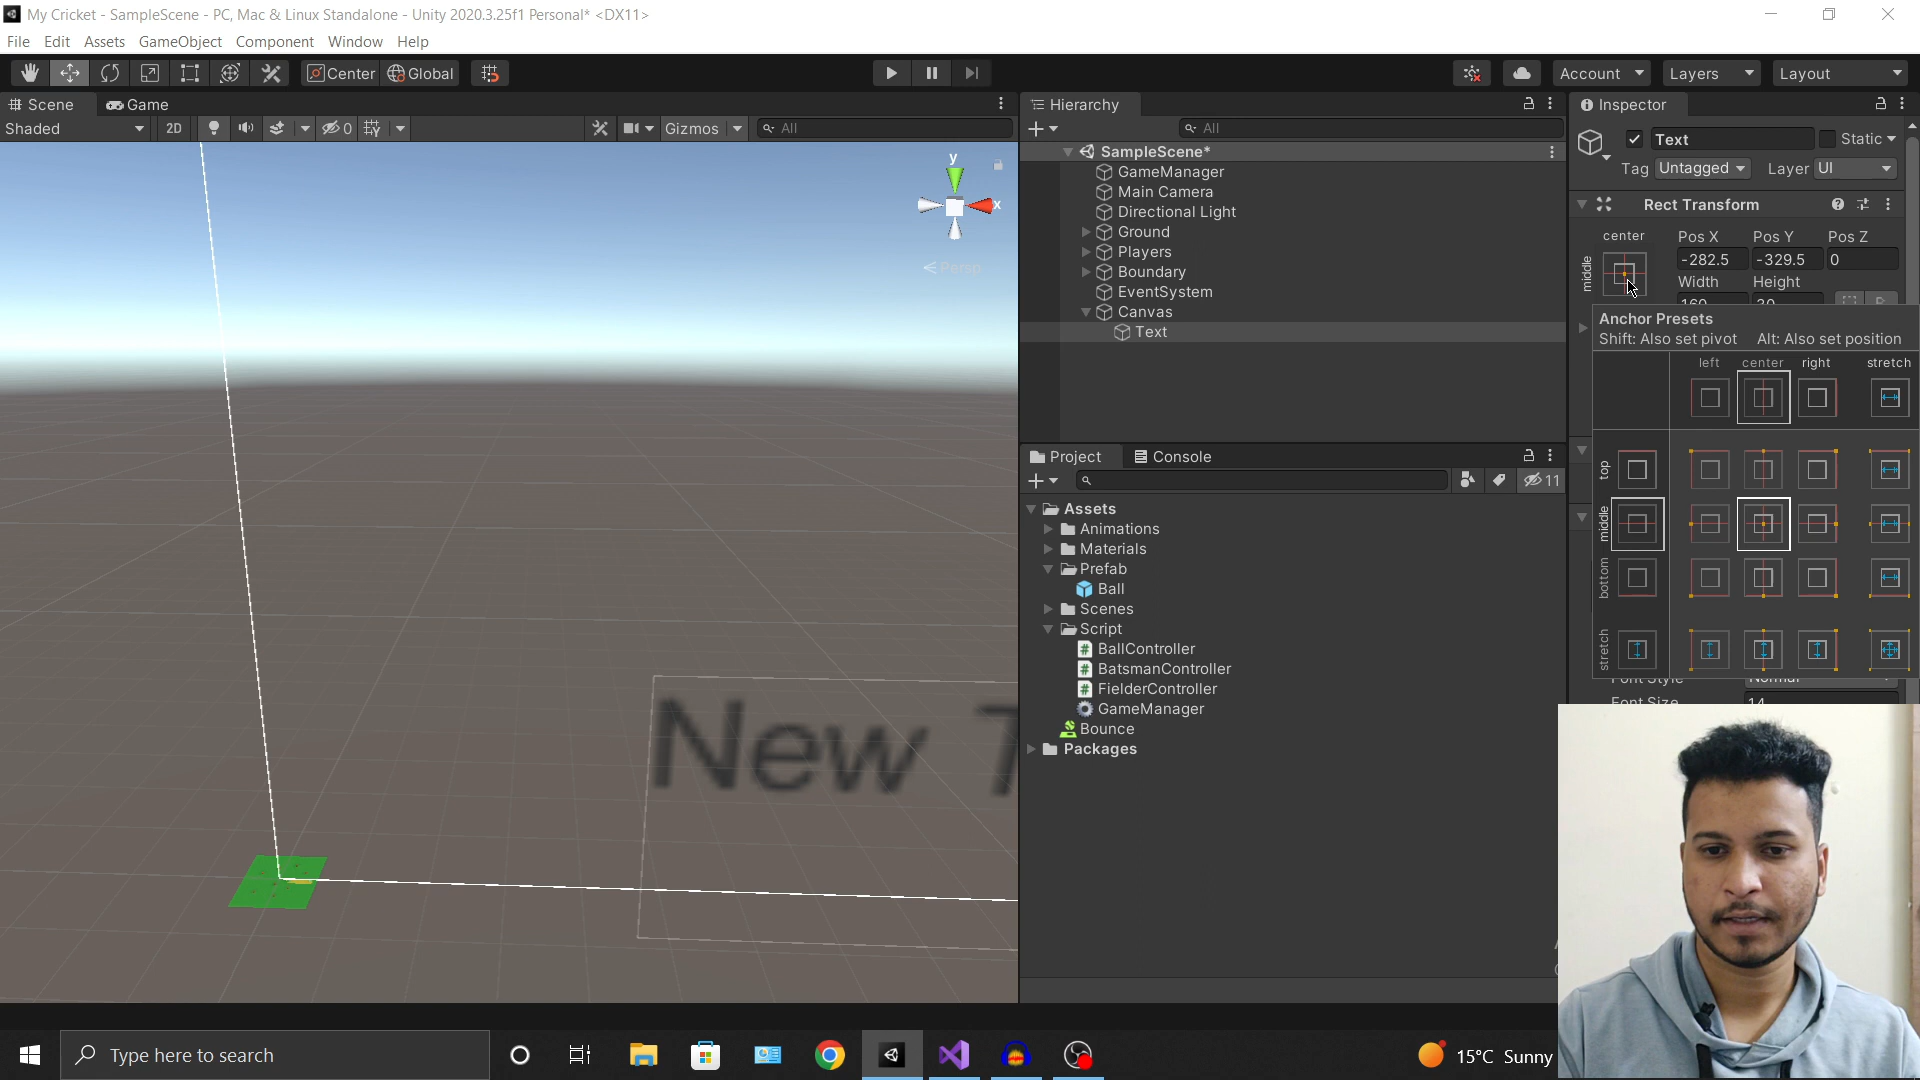 My Cricket - SampleScene - PC, Mac & Linux Standalone - Unity 2020.3.25f1 Personal* <DX11>
File Edit Assets GameObject Component Window Help
Center Global
Account Layers Layout
Scene Game
Shaded 2D 0 Gizmos All
y
x
Persp
New T
Hierarchy
All
SampleScene*
GameManager
Main Camera
Directional Light
Ground
Players
Boundary
EventSystem
Canvas
Text
Project Console
11
Assets
Animations
Materials
Prefab
Ball
Scenes
Script
BallController
BatsmanController
FielderController
GameManager
Bounce
Packages
Inspector
Text Static
Tag Untagged Layer UI
Rect Transform
center Pos X Pos Y Pos Z
middle -282.5 -329.5 0
Width Height
160 30
Anchor Presets
Shift: Also set pivot Alt: Also set position
left center right stretch
top
middle
bottom
stretch
Font Style Normal
Font Size 14
Type here to search
15°C Sunny